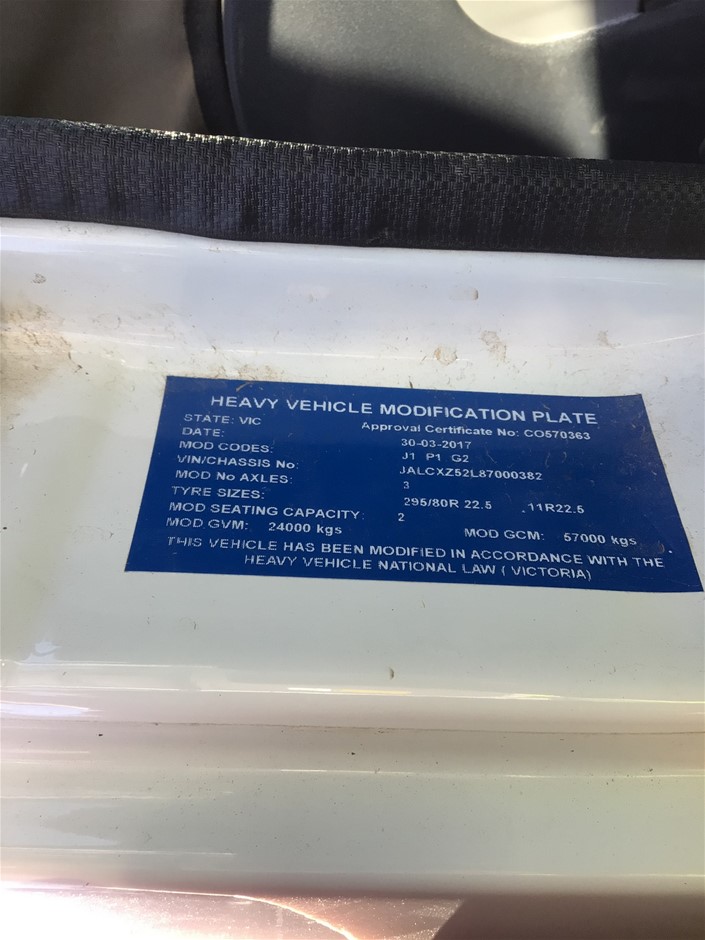 HEAVY VEHICLE MODIFICATION PLATE
STATE: VIC Approval Certificate No: CO570363
DATE: 30-03-2017
MOD CODES: J1 P1 G2
VIN/CHASSIS No: JALCXZ52L87000382
MOD No AXLES: 3
TYRE SIZES: 295/80R 22.5 .11R22.5
MOD SEATING CAPACITY: 2
MOD GVM: 24000 kgs MOD GCM: 57000 kgs
THIS VEHICLE HAS BEEN MODIFIED IN ACCORDANCE WITH THE
HEAVY VEHICLE NATIONAL LAW ( VICTORIA)